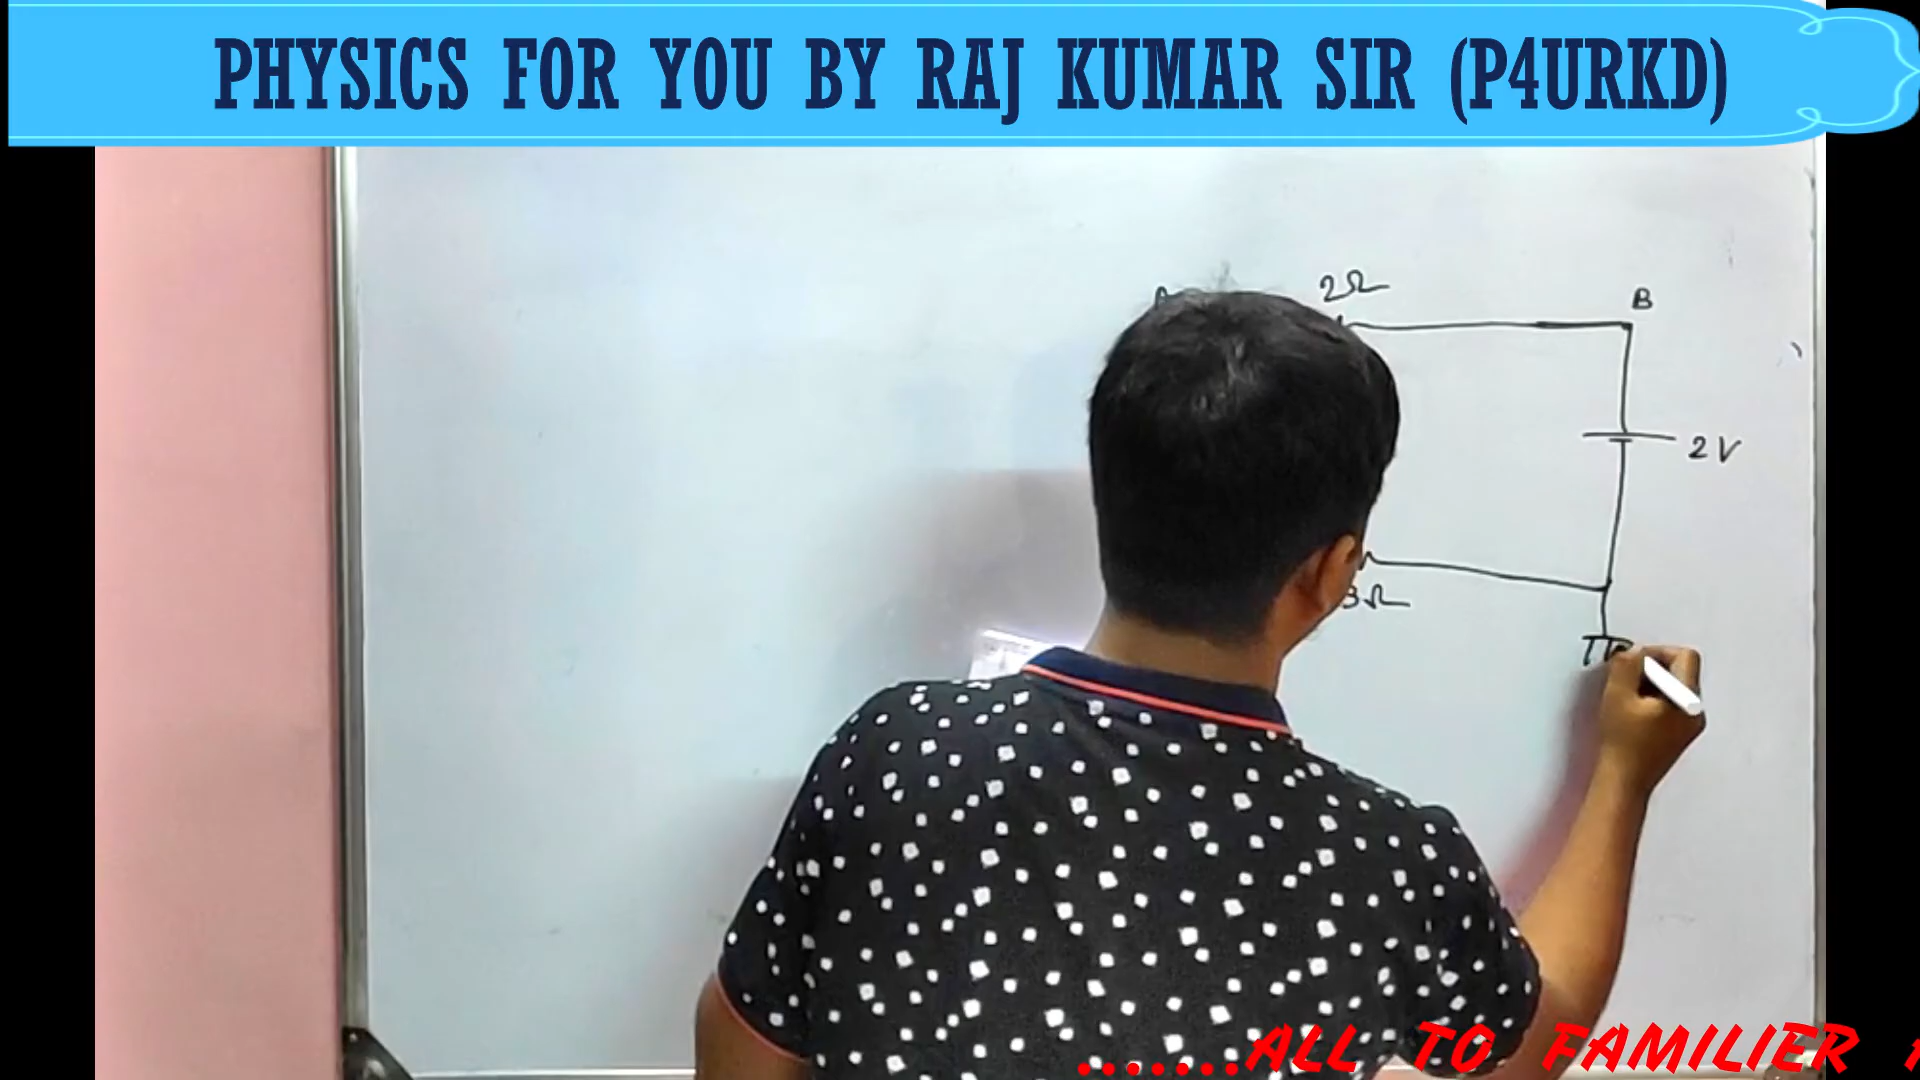 PHYSICS FOR YOU BY RAJ KUMAR SIR (P4URKD)
2Ω
B
2V
3Ω
.......ALL TO FAMILIER